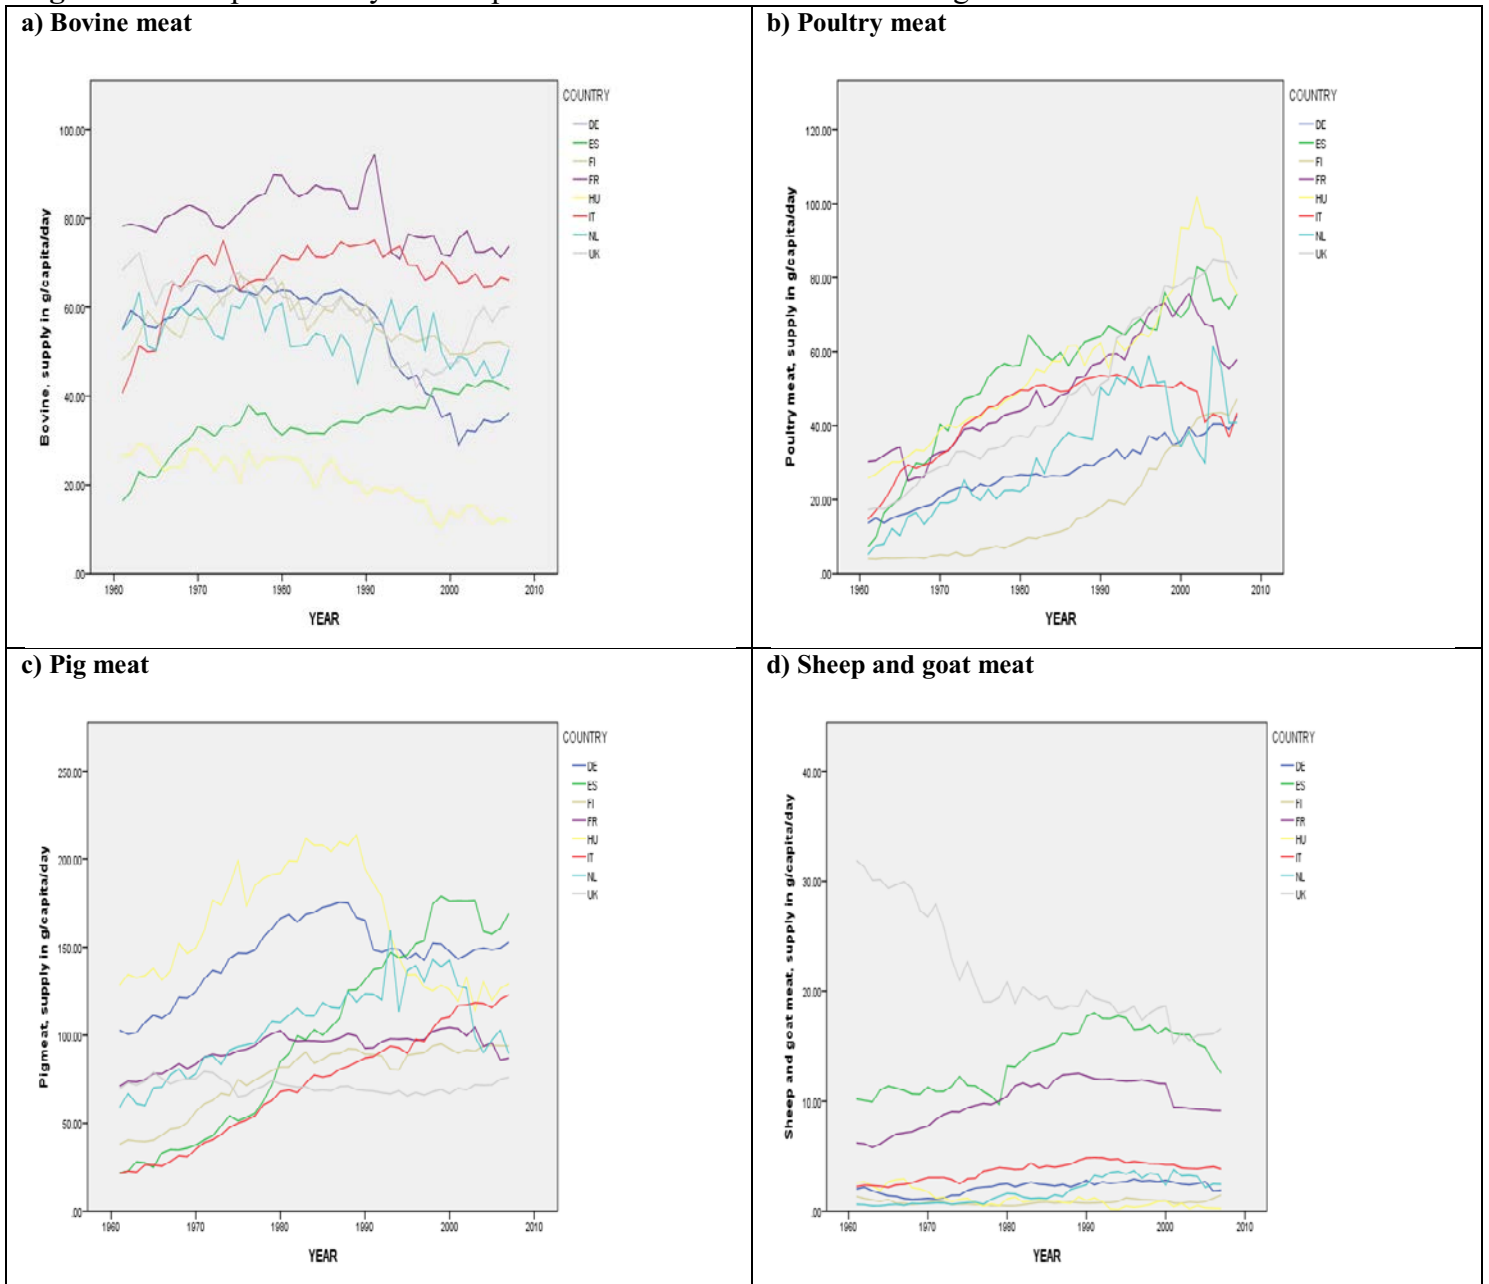 a) Bovine meat
COUNTRY
DE
ES
FI
FR
HU
IT
NL
UK
100.00
80.00
60.00
40.00
20.00
.00
Bovine, supply in g/capita/day
1960 1970 1980 1990 2000 2010
YEAR
b) Poultry meat
COUNTRY
DE
ES
FI
FR
HU
IT
NL
UK
120.00
100.00
80.00
60.00
40.00
20.00
.00
Poultry meat, supply in g/capita/day
1960 1970 1980 1990 2000 2010
YEAR
c) Pig meat
COUNTRY
DE
ES
FI
FR
HU
IT
NL
UK
250.00
200.00
150.00
100.00
50.00
.00
Pigmeat, supply in g/capita/day
1960 1970 1980 1990 2000 2010
YEAR
d) Sheep and goat meat
COUNTRY
DE
ES
FI
FR
HU
IT
NL
UK
40.00
30.00
20.00
10.00
.00
Sheep and goat meat, supply in g/capita/day
1960 1970 1980 1990 2000 2010
YEAR